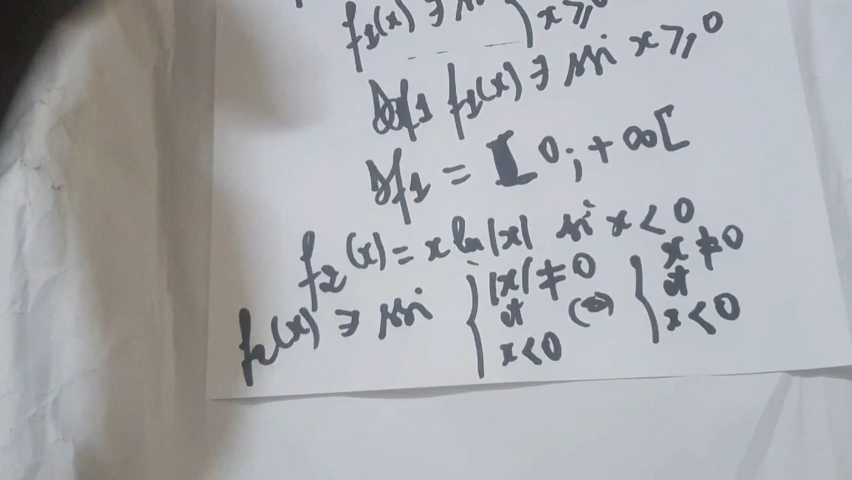 f₁(x) ∃ ssi } x ≥ 0
Df₁ f₁(x) ∃ ssi x ≥ 0
Df₁ = [0; +∞[
f₂(x) = x ln|x| si x < 0
f₂(x) ∃ ssi { |x| ≠ 0 et x < 0 (⇔) { x ≠ 0 et x < 0